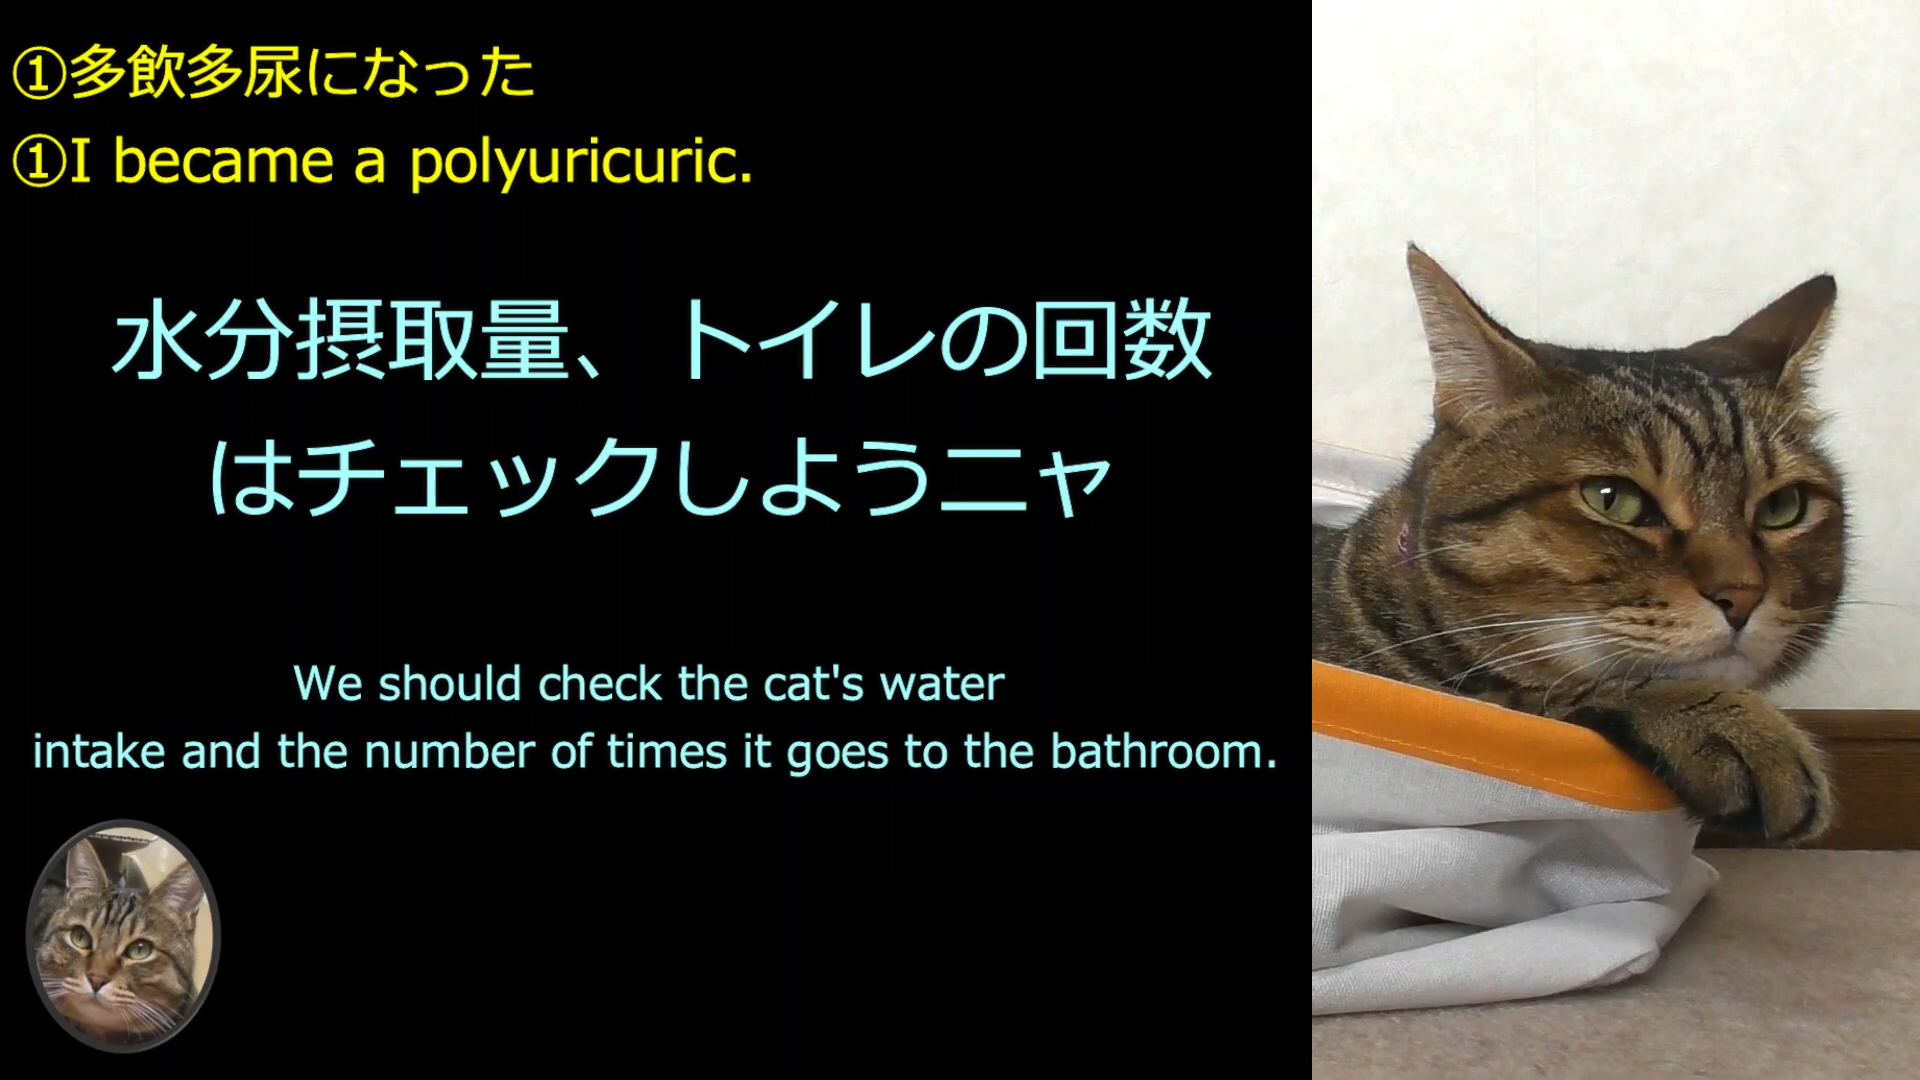 ①多飲多尿になった
①I became a polyuricuric.
水分摂取量、トイレの回数
はチェックしようニャ
We should check the cat's water
intake and the number of times it goes to the bathroom.